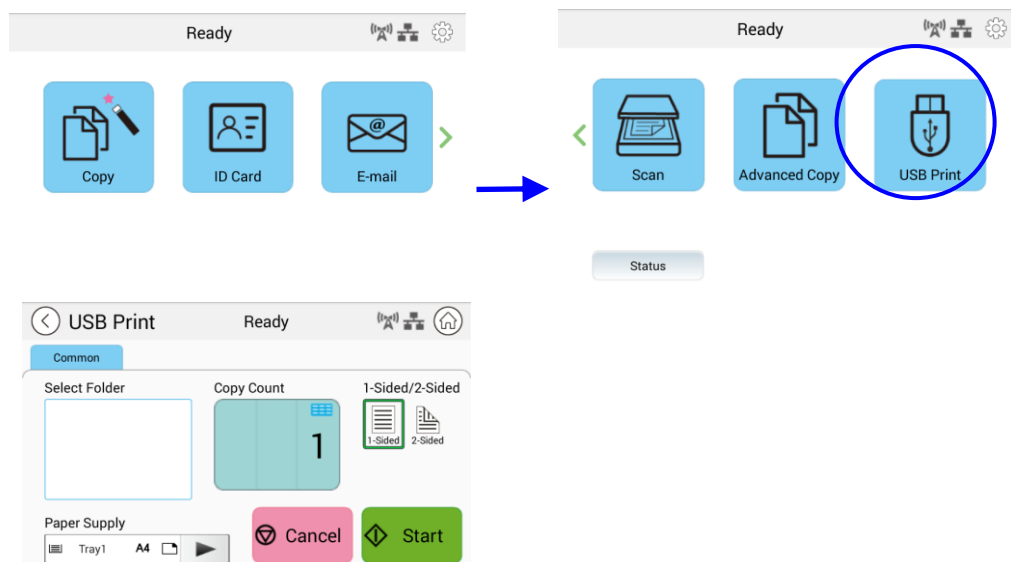 Ready
Copy
ID Card
E-mail
@
Ready
Scan
Advanced Copy
USB Print
Status
USB Print
Ready
Common
Select Folder
Copy Count
1-Sided/2-Sided
1
1-Sided
2-Sided
Paper Supply
Tray1
A4
Cancel
Start